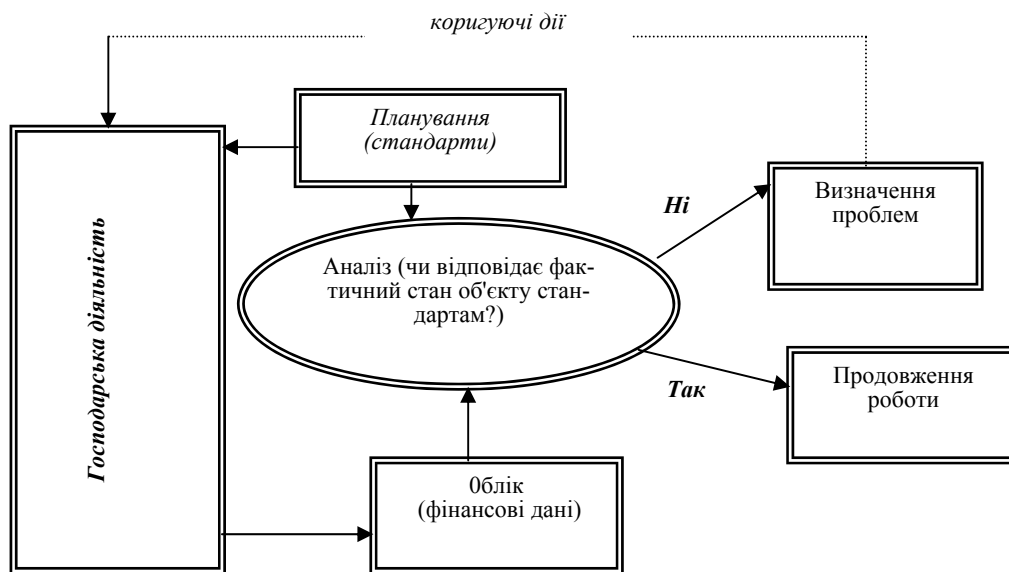 коригуючі дії
Планування
(стандарти)
Господарська діяльність
Ні
Визначення
проблем
Аналіз (чи відповідає фак-
тичний стан об'єкту стан-
дартам?)
Так
Продовження
роботи
0блік
(фінансові дані)